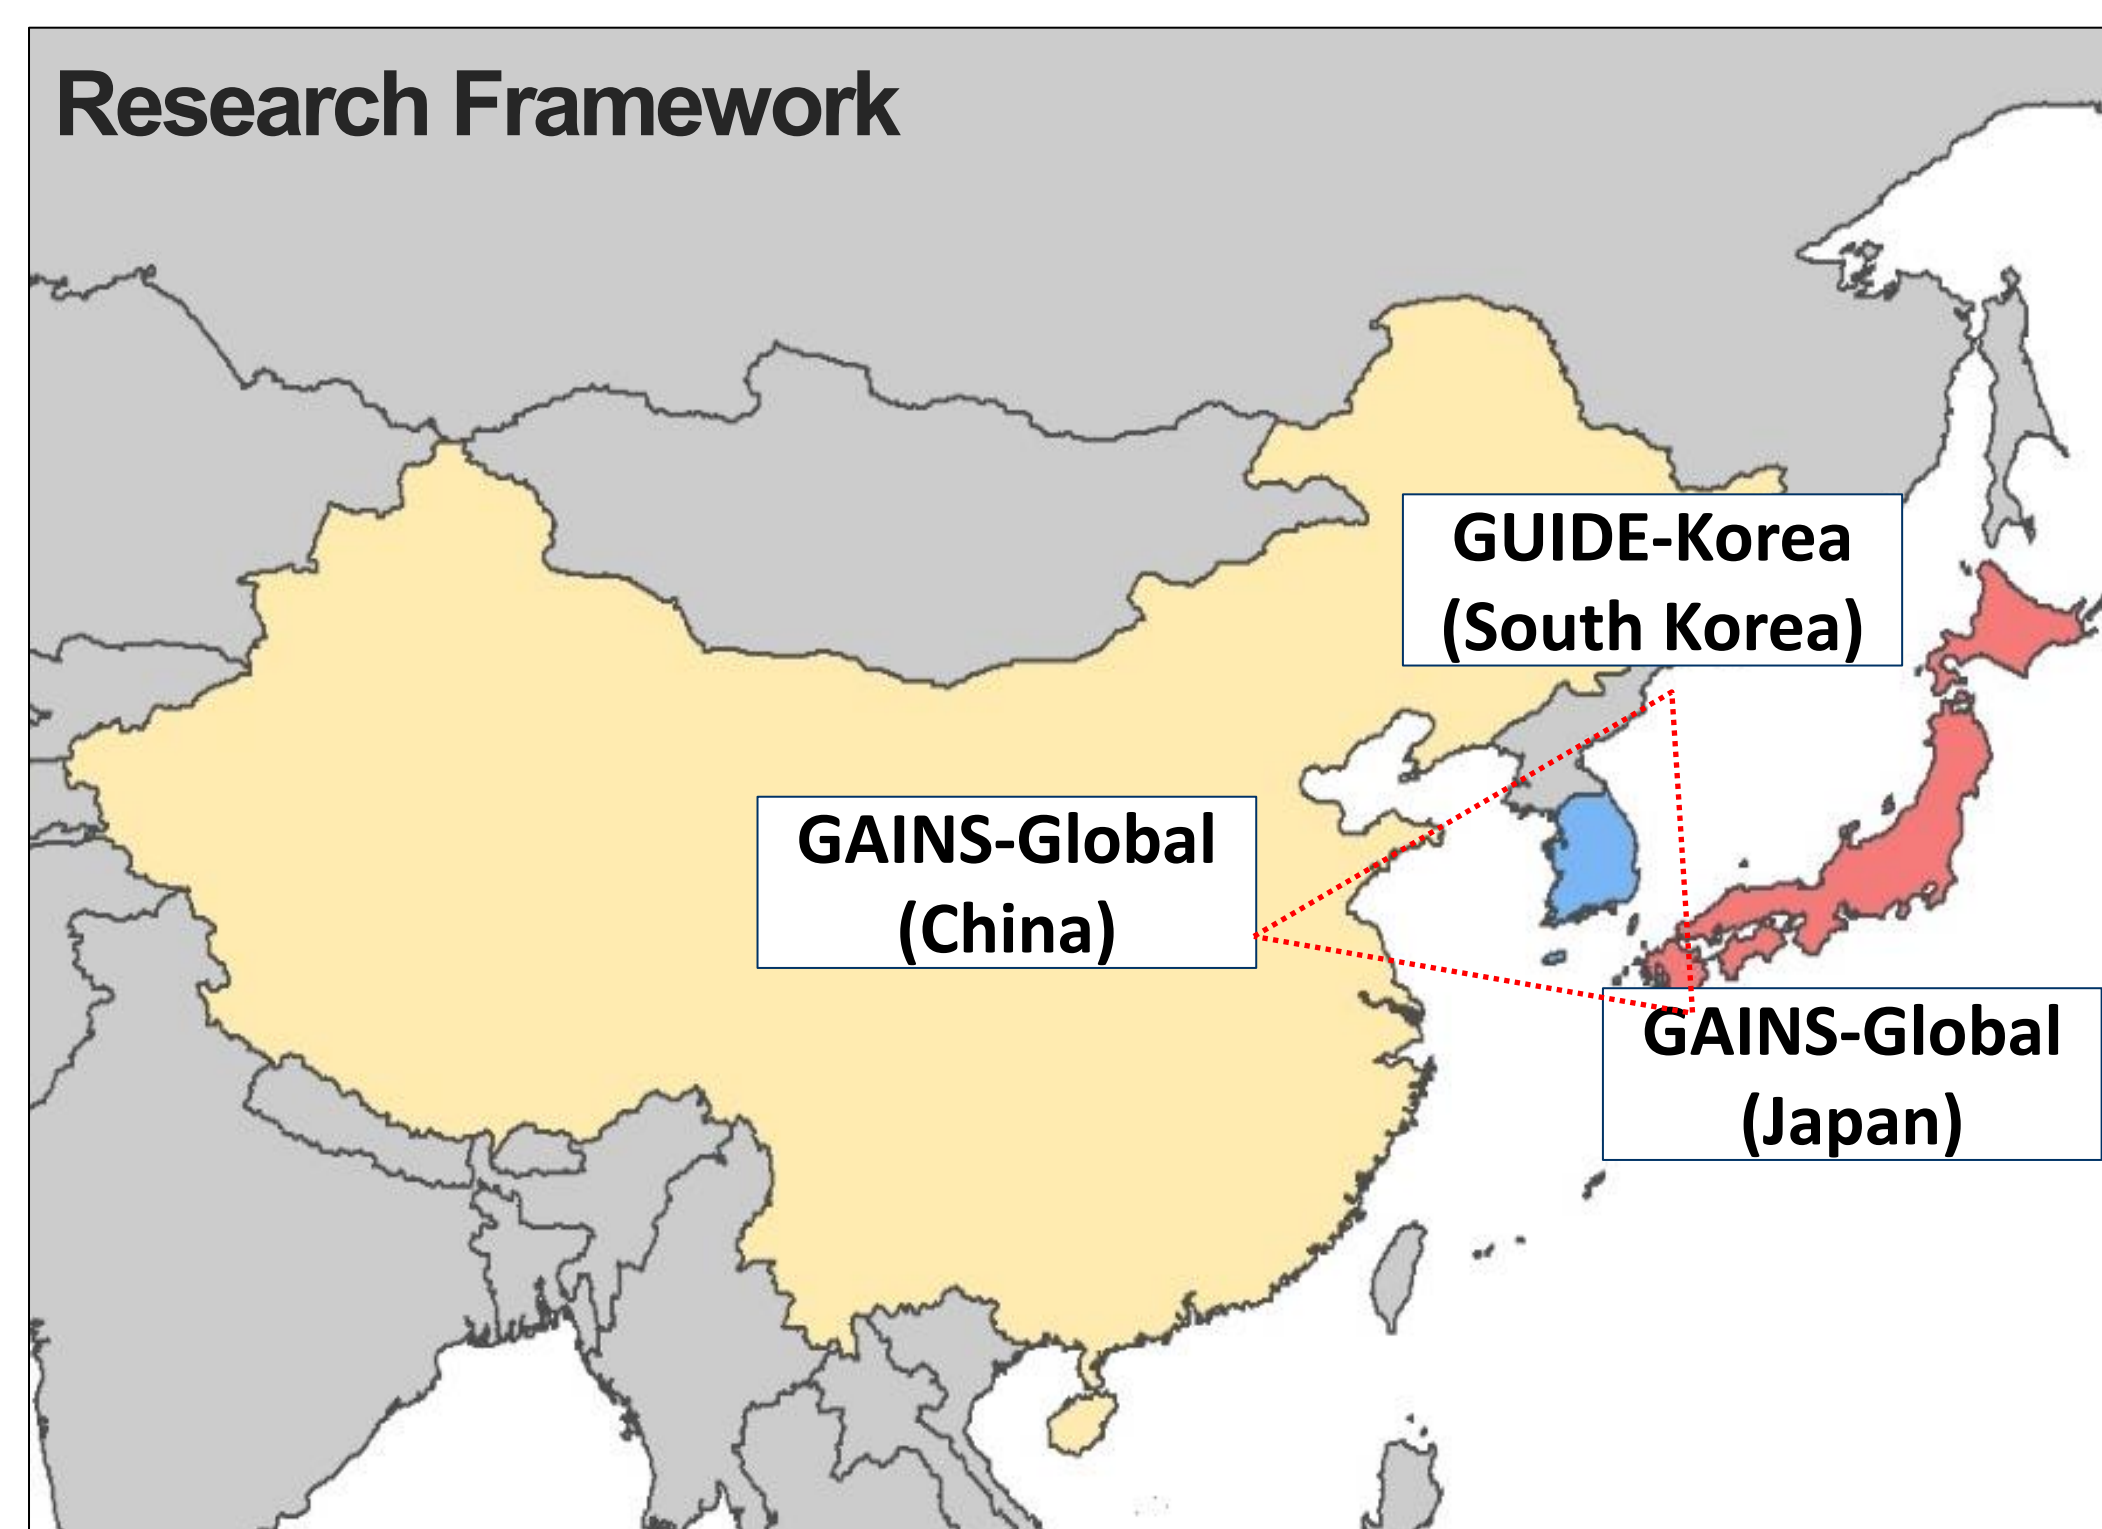 Research Framework
GUIDE-Korea
(South Korea)
GAINS-Global
(China)
GAINS-Global
(Japan)